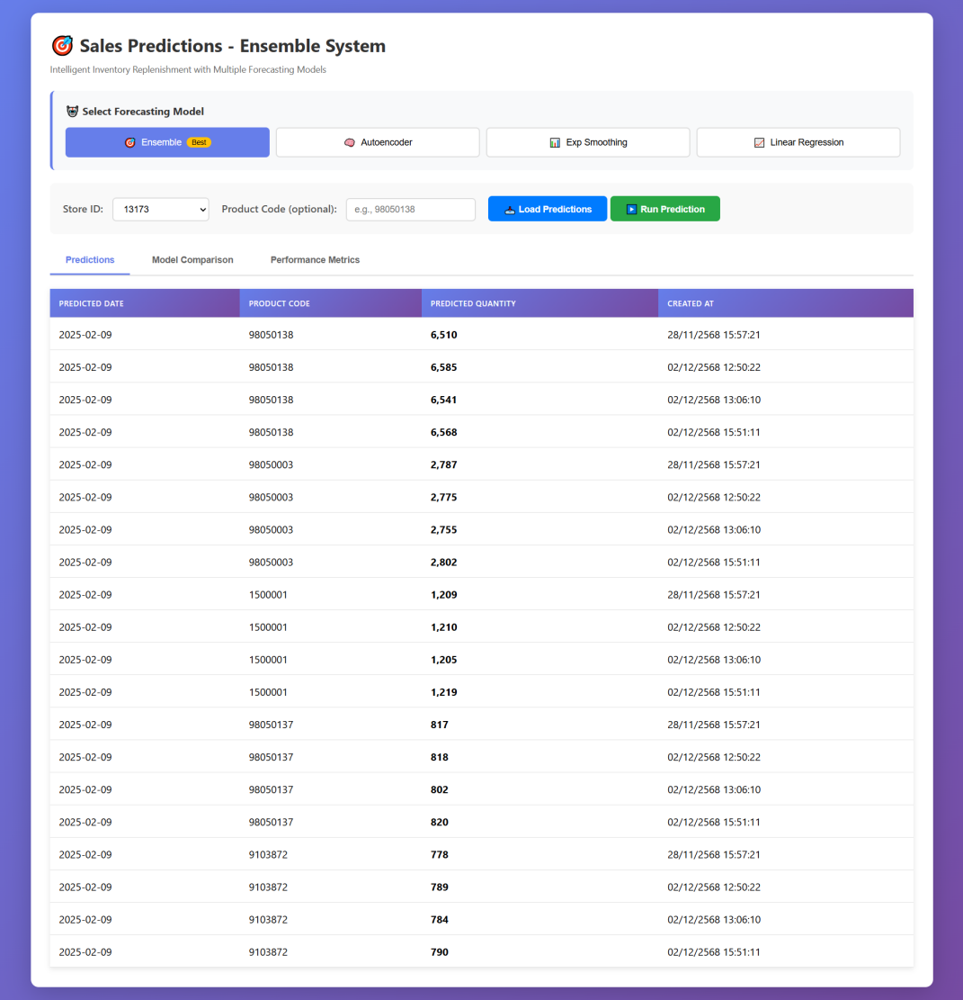 Sales Predictions - Ensemble System
Intelligent Inventory Replenishment with Multiple Forecasting Models
Select Forecasting Model
Ensemble Best Autoencoder Exp Smoothing Linear Regression
Store ID: 13173 Product Code (optional): e.g., 98050138 Load Predictions Run Prediction
Predictions Model Comparison Performance Metrics
PREDICTED DATE PRODUCT CODE PREDICTED QUANTITY CREATED AT
2025-02-09 98050138 6,510 28/11/2568 15:57:21
2025-02-09 98050138 6,585 02/12/2568 12:50:22
2025-02-09 98050138 6,541 02/12/2568 13:06:10
2025-02-09 98050138 6,568 02/12/2568 15:51:11
2025-02-09 98050003 2,787 28/11/2568 15:57:21
2025-02-09 98050003 2,775 02/12/2568 12:50:22
2025-02-09 98050003 2,755 02/12/2568 13:06:10
2025-02-09 98050003 2,802 02/12/2568 15:51:11
2025-02-09 1500001 1,209 28/11/2568 15:57:21
2025-02-09 1500001 1,210 02/12/2568 12:50:22
2025-02-09 1500001 1,205 02/12/2568 13:06:10
2025-02-09 1500001 1,219 02/12/2568 15:51:11
2025-02-09 98050137 817 28/11/2568 15:57:21
2025-02-09 98050137 818 02/12/2568 12:50:22
2025-02-09 98050137 802 02/12/2568 13:06:10
2025-02-09 98050137 820 02/12/2568 15:51:11
2025-02-09 9103872 778 28/11/2568 15:57:21
2025-02-09 9103872 789 02/12/2568 12:50:22
2025-02-09 9103872 784 02/12/2568 13:06:10
2025-02-09 9103872 790 02/12/2568 15:51:11